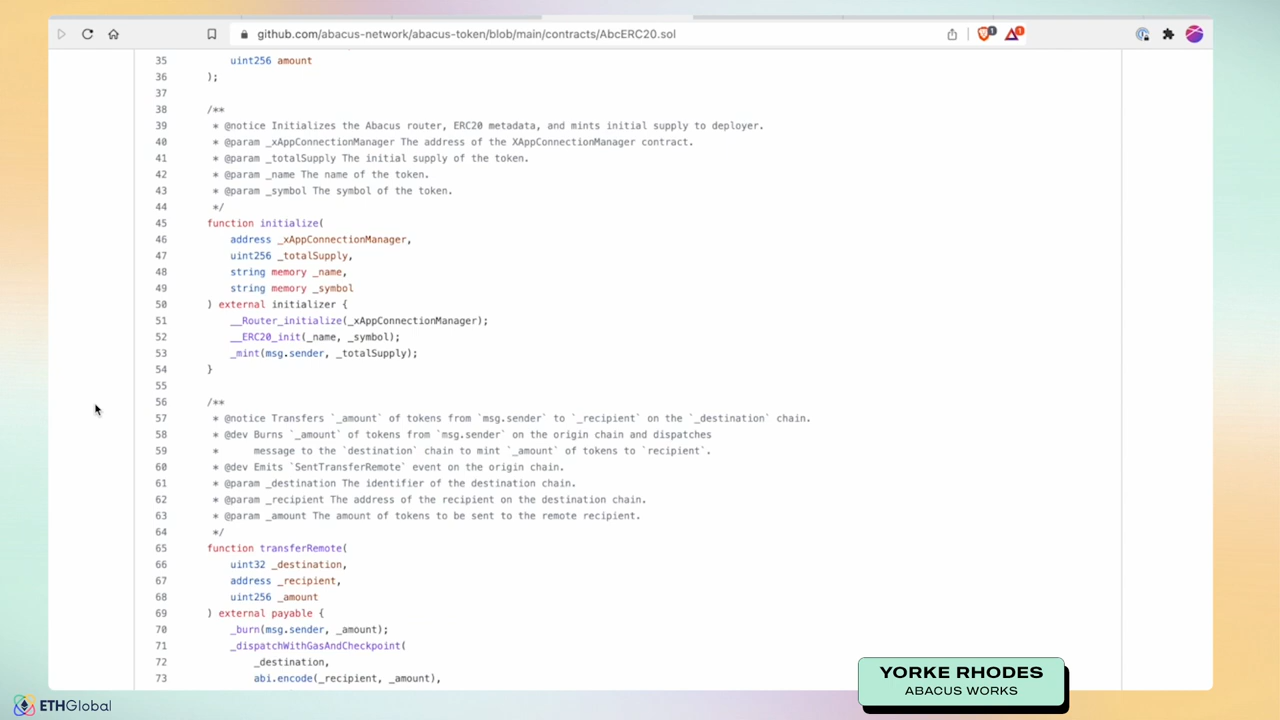 github.com/abacus-network/abacus-token/blob/main/contracts/AbcERC20.sol
1
1
35 uint256 amount
36 );
37
38 /**
39 * @notice Initializes the Abacus router, ERC20 metadata, and mints initial supply to deployer.
40 * @param _xAppConnectionManager The address of the XAppConnectionManager contract.
41 * @param _totalSupply The initial supply of the token.
42 * @param _name The name of the token.
43 * @param _symbol The symbol of the token.
44 */
45 function initialize(
46 address _xAppConnectionManager,
47 uint256 _totalSupply,
48 string memory _name,
49 string memory _symbol
50 ) external initializer {
51 __Router_initialize(_xAppConnectionManager);
52 __ERC20_init(_name, _symbol);
53 _mint(msg.sender, _totalSupply);
54 }
55
56 /**
57 * @notice Transfers `_amount` of tokens from `msg.sender` to `_recipient` on the `_destination` chain.
58 * @dev Burns `_amount` of tokens from `msg.sender` on the origin chain and dispatches
59 * message to the `destination` chain to mint `_amount` of tokens to `recipient`.
60 * @dev Emits `SentTransferRemote` event on the origin chain.
61 * @param _destination The identifier of the destination chain.
62 * @param _recipient The address of the recipient on the destination chain.
63 * @param _amount The amount of tokens to be sent to the remote recipient.
64 */
65 function transferRemote(
66 uint32 _destination,
67 address _recipient,
68 uint256 _amount
69 ) external payable {
70 _burn(msg.sender, _amount);
71 _dispatchWithGasAndCheckpoint(
72 _destination,
73 abi.encode(_recipient, _amount),
YORKE RHODES
ABACUS WORKS
ETHGlobal